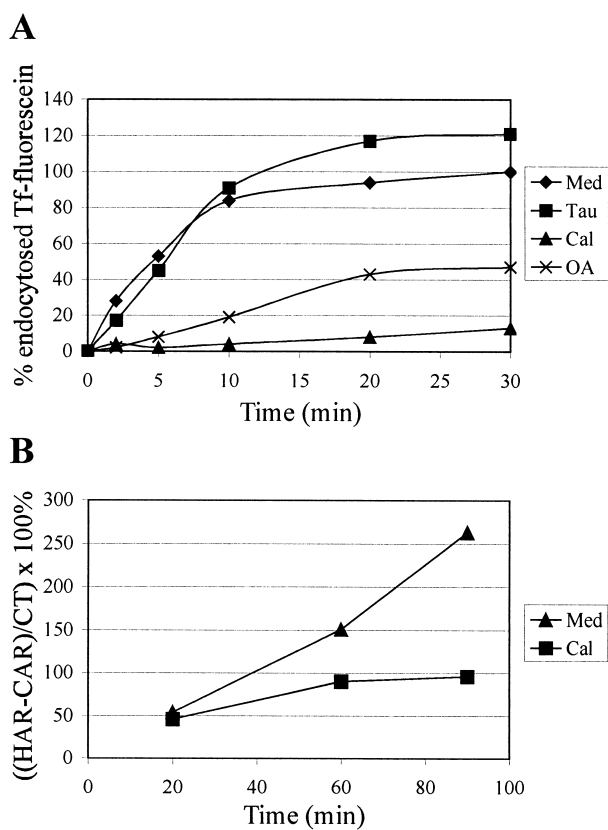 A
% endocytosed Tf-fluorescein
140
120
100
80
60
40
20
0
0 5 10 15 20 25 30
Time (min)
Med
Tau
Cal
OA
B
((HAR-CAR)/CT) x 100%
300
250
200
150
100
50
0
0 20 40 60 80 100
Time (min)
Med
Cal